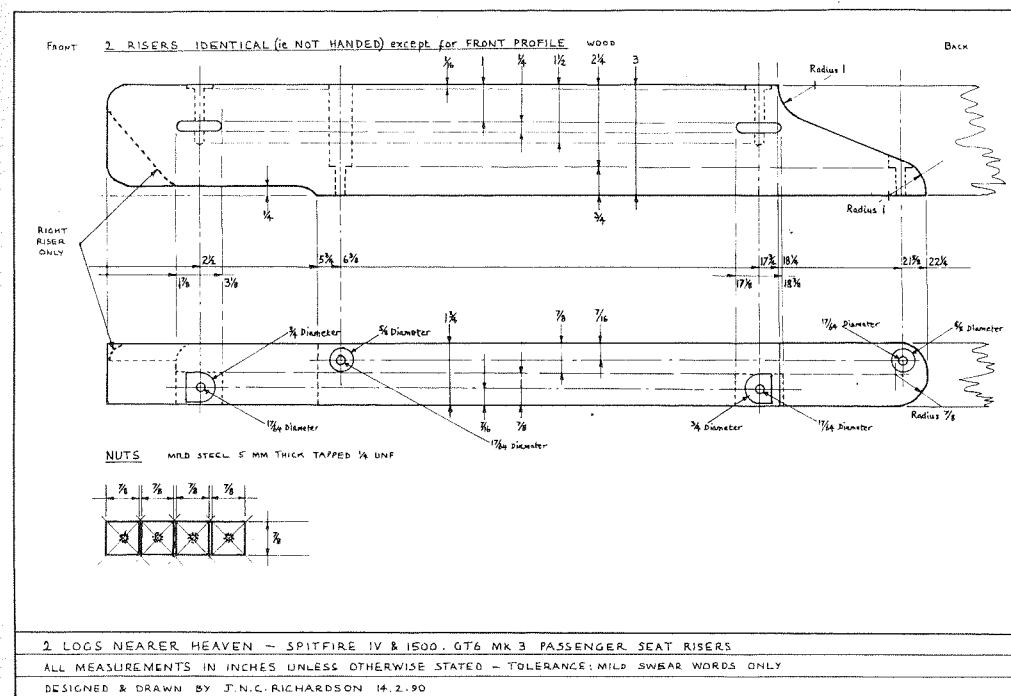 FRONT 2 RISERS IDENTICAL (ie NOT HANDED) except for FRONT PROFILE WOOD BACK
1/16 1 1/4 1 1/2 2 1/4 3
Radius 1
1/4 3/4 Radius 1
RIGHT
RISER
ONLY
2 1/2 5 3/4 6 3/8 17 3/4 18 1/4 21 5/8 22 1/4
1 7/8 3 1/8 17 1/8 18 3/8
3/4 Diameter 5/8 Diameter 1 3/4 7/8 7/16 17/64 Diameter 5/8 Diameter
17/64 Diameter 7/16 7/8 17/64 Diameter 3/4 Diameter 17/64 Diameter Radius 7/8
NUTS MILD STEEL 5 MM THICK TAPPED 1/4 UNF
7/8 7/8 7/8 7/8
7/8
2 LOGS NEARER HEAVEN – SPITFIRE IV & 1500. GT6 MK 3 PASSENGER SEAT RISERS
ALL MEASUREMENTS IN INCHES UNLESS OTHERWISE STATED – TOLERANCE: MILD SWEAR WORDS ONLY
DESIGNED & DRAWN BY J.N.C. RICHARDSON 14.2.90